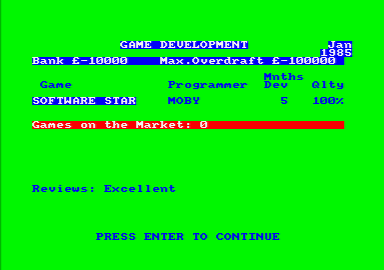 GAME DEVELOPMENT Jan
1985
Bank £-10000 Max.Overdraft £-100000
Mnths
Game Programmer Dev Qlty
SOFTWARE STAR MOBY 5 100%
Games on the Market: 0
Reviews: Excellent
PRESS ENTER TO CONTINUE